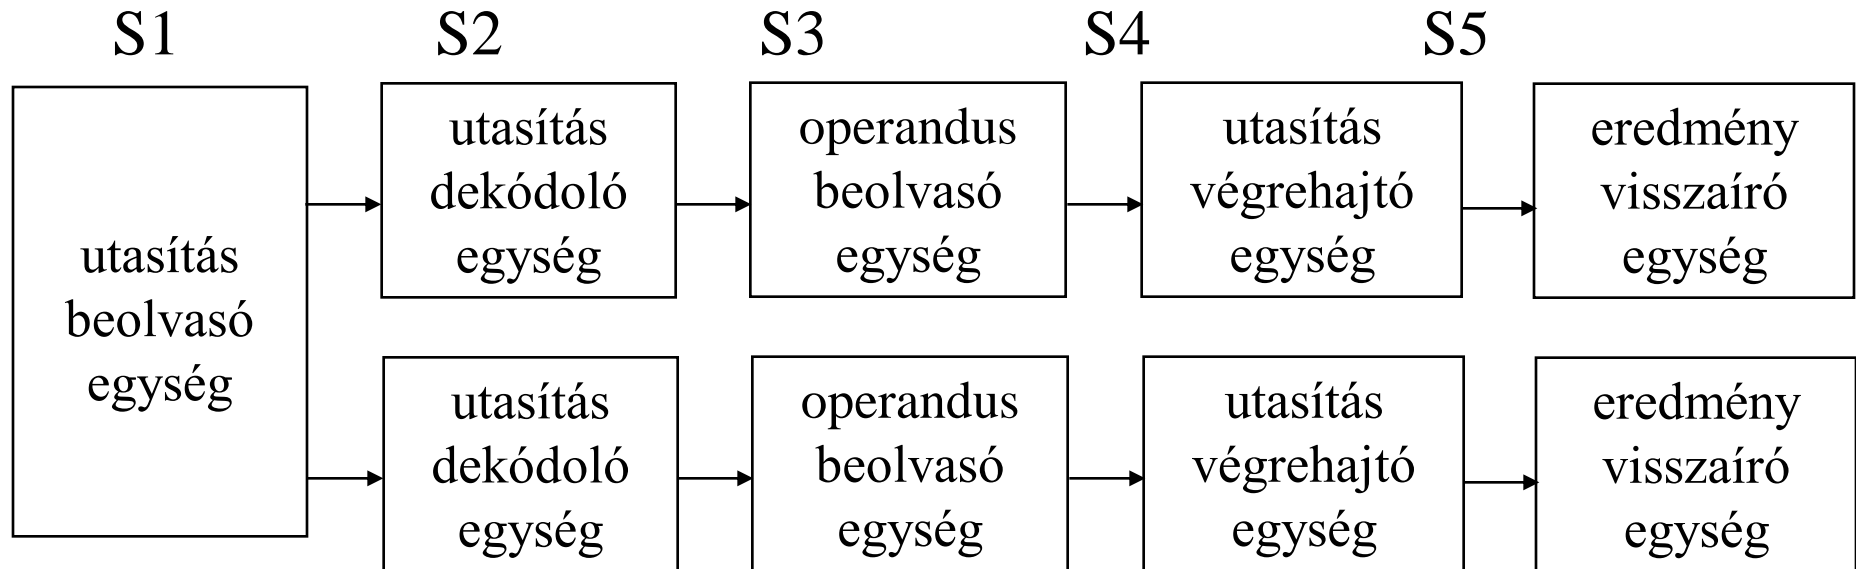 S1 S2 S3 S4 S5
utasítás
beolvasó
egység
utasítás
dekódoló
egység
operandus
beolvasó
egység
utasítás
végrehajtó
egység
eredmény
visszaíró
egység
utasítás
dekódoló
egység
operandus
beolvasó
egység
utasítás
végrehajtó
egység
eredmény
visszaíró
egység